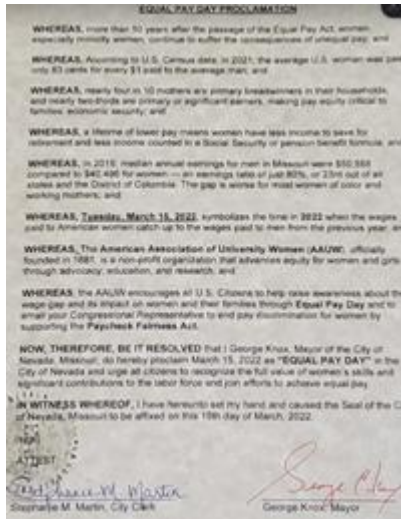 EQUAL PAY DAY PROCLAMATION
WHEREAS, more than 50 years after the passage of the Equal Pay Act, women,
especially minority women, continue to suffer the consequences of unequal pay; and
WHEREAS, According to U.S. Census data, in 2021, the average U.S. woman was paid
only 83 cents for every $1 paid to the average man; and
WHEREAS, nearly four in 10 mothers are primary breadwinners in their households,
and nearly two-thirds are primary or significant earners, making pay equity critical to
families' economic security; and
WHEREAS, a lifetime of lower pay means women have less income to save for
retirement and less income counted in a Social Security or pension benefit formula; and
WHEREAS, in 2019, median annual earnings for men in Missouri were
compared to for women — an earnings ratio of just 80%, or 23rd out of all
states and the District of Columbia. The gap is worse for most women of color and
working mothers; and
WHEREAS, Tuesday, March 15, 2022, symbolizes the time in 2022 when the wages
paid to American women catch up to the wages paid to men from the previous year; an
WHEREAS, The American Association of University Women (AAUW), officially
founded in 1881, is a non-profit organization that advances equity for women and girls
through advocacy, education, and research; and
WHEREAS, the AAUW encourages all U.S. Citizens to help raise awareness about the
wage gap and its impact on women and their families through Equal Pay Day and to
email your Congressional Representative to end pay discrimination for women by
supporting the Paycheck Fairness Act.
NOW, THEREFORE, BE IT RESOLVED that I George Knox, Mayor of the City of
Nevada, Missouri, do hereby proclaim March 15, 2022 as "EQUAL PAY DAY" in the
City of Nevada and urge all citizens to recognize the full value of women's skills and
significant contributions to the labor force and join efforts to achieve equal pay.
IN WITNESS WHEREOF, I have hereunto set my hand and caused the Seal of the C
of Nevada, Missouri to be affixed on this 15th day of March, 2022.
ATTEST
Stephanie M Martin
Stephanie M. Martin, City Clerk
George Knox, Mayor